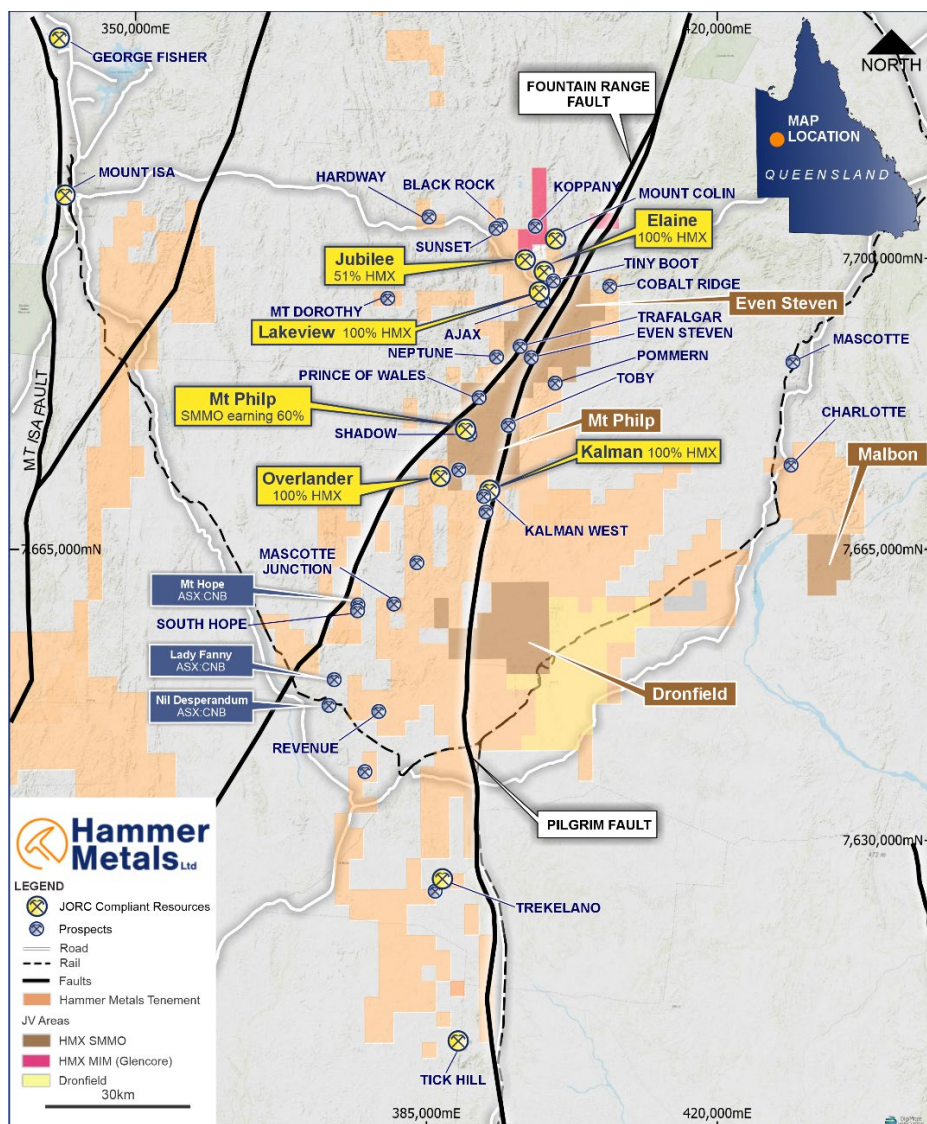 350,000mE
420,000mE
GEORGE FISHER
NORTH
FOUNTAIN RANGE
FAULT
MAP
LOCATION
QUEENSLAND
MOUNT ISA
HARDWAY
BLACK ROCK
KOPPANY
MOUNT COLIN
SUNSET
Elaine
100% HMX
Jubilee
51% HMX
TINY BOOT
7,700,000mN
COBALT RIDGE
MT DOROTHY
Even Steven
Lakeview 100% HMX
AJAX
TRAFALGAR
EVEN STEVEN
NEPTUNE
POMMERN
MASCOTTE
PRINCE OF WALES
TOBY
Mt Philp
SMMO earning 60%
SHADOW
Mt Philp
CHARLOTTE
MT ISA FAULT
Kalman 100% HMX
Malbon
Overlander
100% HMX
KALMAN WEST
7,665,000mN
7,665,000mN
MASCOTTE
JUNCTION
Mt Hope
ASX:CNB
SOUTH HOPE
Lady Fanny
ASX:CNB
Dronfield
Nil Desperandum
ASX:CNB
REVENUE
PILGRIM FAULT
7,630,000mN
Hammer
Metals Ltd
LEGEND
JORC Compliant Resources
Prospects
Road
Rail
Faults
Hammer Metals Tenement
JV Areas
HMX SMMO
HMX MIM (Glencore)
Dronfield
30km
TREKELANO
TICK HILL
385,000mE
420,000mE